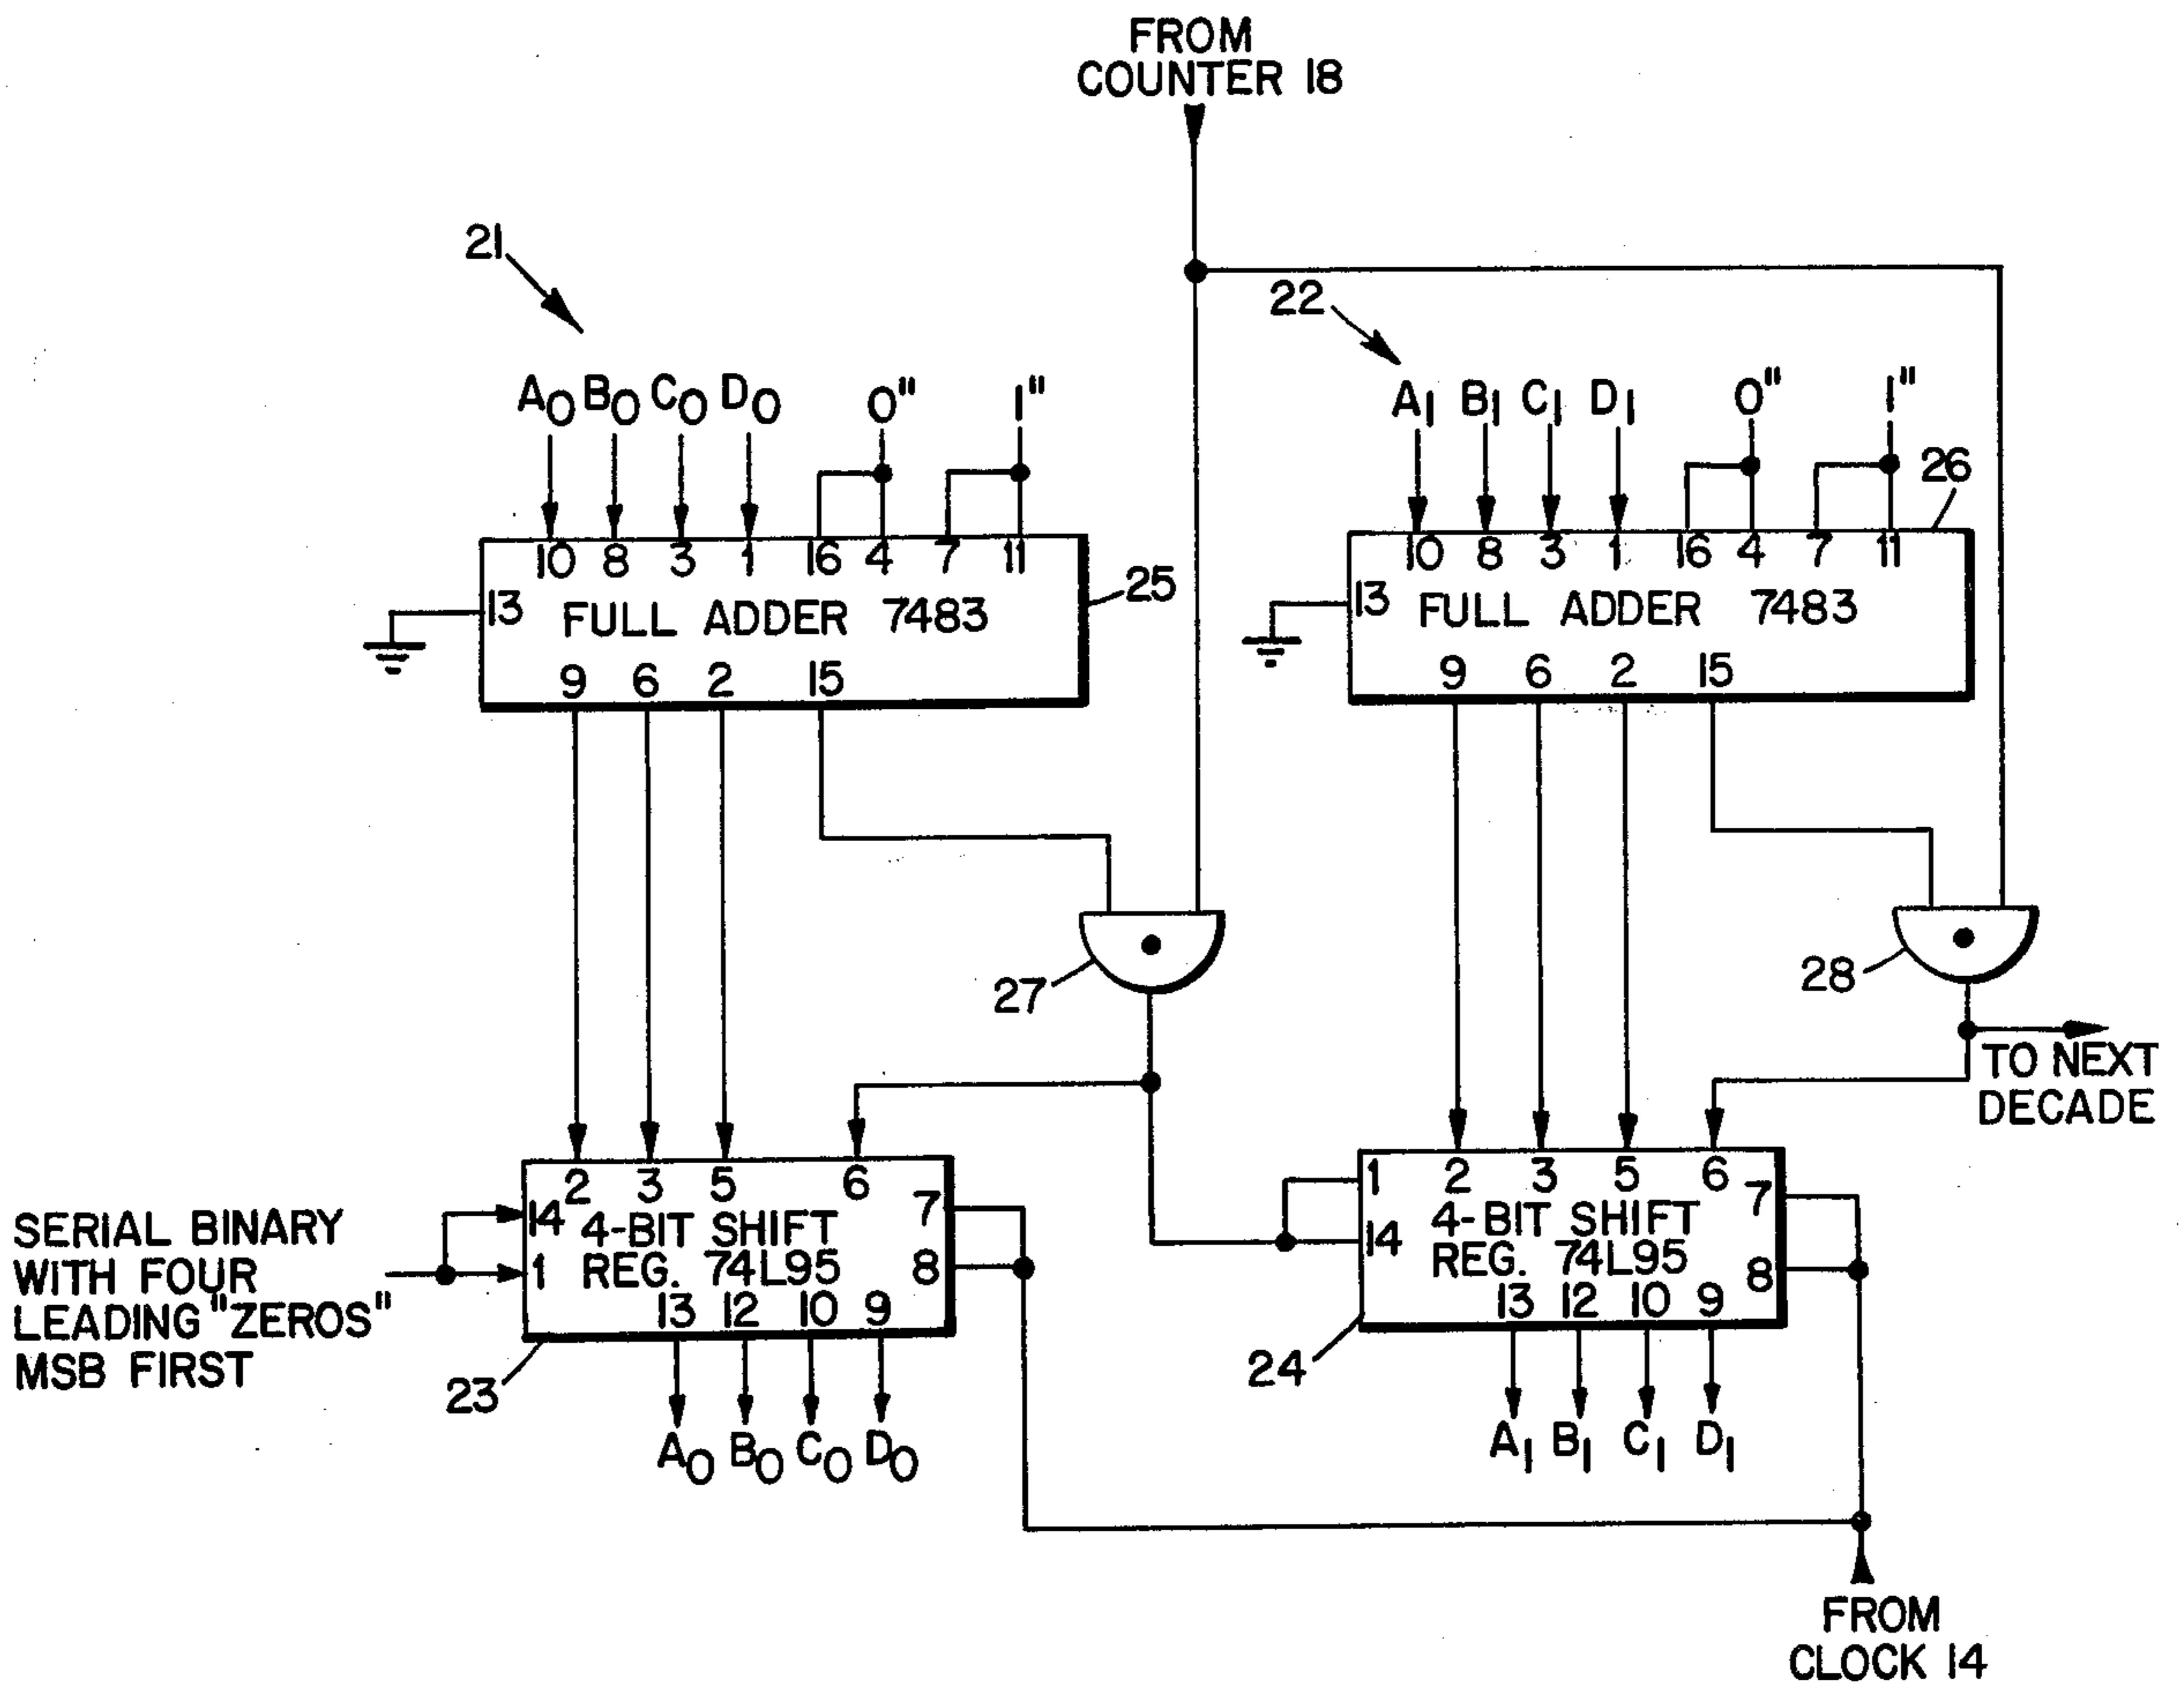 FROM
COUNTER 18
21
22
A0 B0 C0 D0 0" 1"
A1 B1 C1 D1 0" 1"
26
10 8 3 1 16 4 7 11
13 FULL ADDER 7483
9 6 2 15
25
10 8 3 1 16 4 7 11
13 FULL ADDER 7483
9 6 2 15
27
28
TO NEXT
DECADE
SERIAL BINARY
WITH FOUR
LEADING "ZEROS"
MSB FIRST
2 3 5 6
14 4-BIT SHIFT 7
1 REG. 74L95 8
13 12 10 9
23
A0 B0 C0 D0
1 2 3 5 6 7
4-BIT SHIFT
14 REG. 74L95 8
13 12 10 9
24
A1 B1 C1 D1
FROM
CLOCK 14